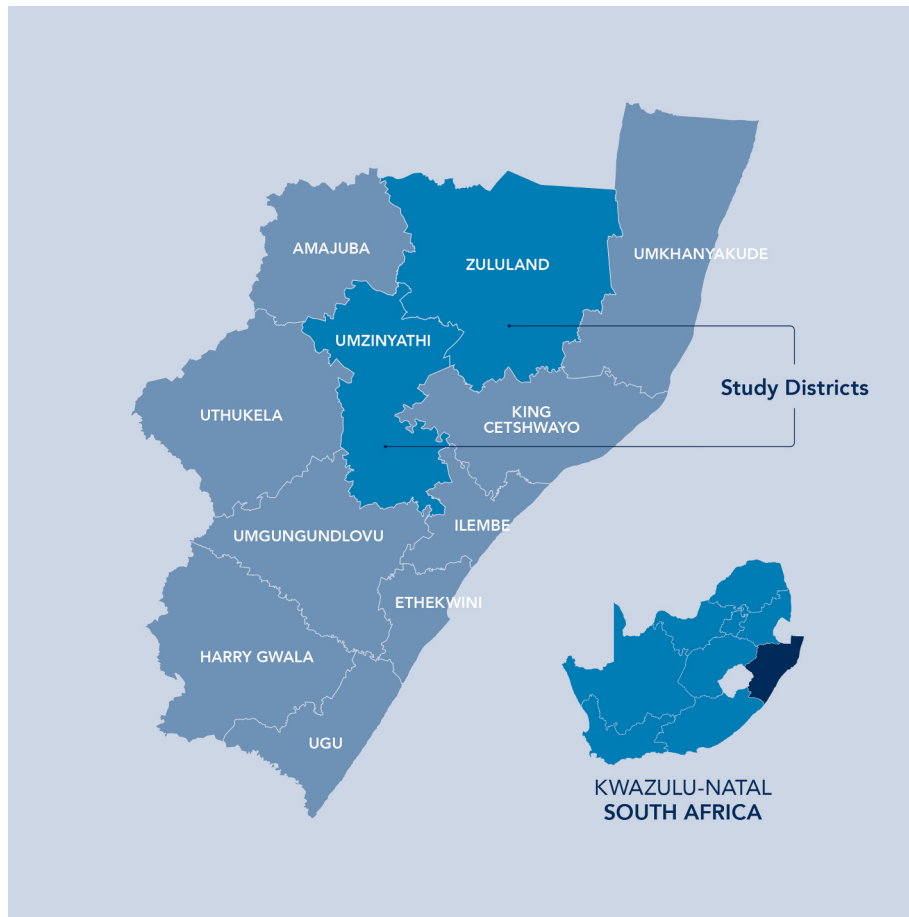 AMAJUBA
ZULULAND
UMKHANYAKUDE
UMZINYATHI
Study Districts
UTHUKELA
KING
CETSHWAYO
ILEMBE
UMGUNGUNDLOVU
ETHEKWINI
HARRY GWALA
UGU
KWAZULU-NATAL
SOUTH AFRICA